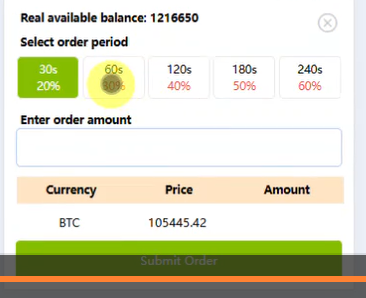 Real available balance: 1216650
Select order period
30s 60s 120s 180s 240s
20% 30% 40% 50% 60%
Enter order amount
Currency Price Amount
BTC 105445.42
Submit Order